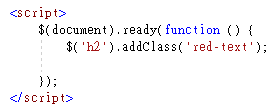 <script>
$(document).ready(function () {
$('h2').addClass('red-text');
});
</script>